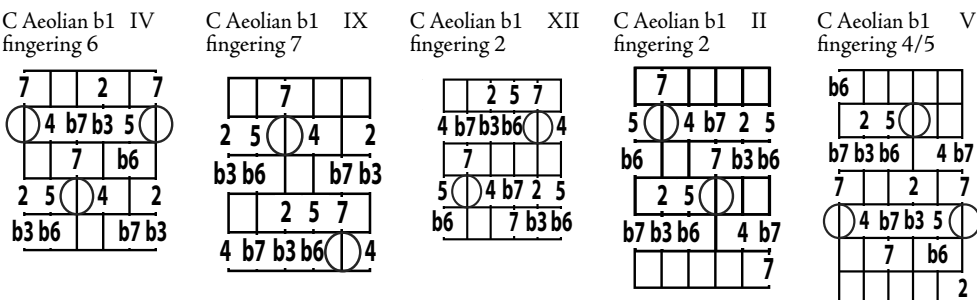 C Aeolian b1 IV
fingering 6
7 2 7
4 b7 b3 5
7 b6
2 5 4 2
b3 b6 b7 b3
C Aeolian b1 IX
fingering 7
7
2 5 4 2
b3 b6 b7 b3
2 5 7
4 b7 b3 b6 4
C Aeolian b1 XII
fingering 2
2 5 7
4 b7 b3 b6 4
7
5 4 b7 2 5
b6 7 b3 b6
C Aeolian b1 II
fingering 2
7
5 4 b7 2 5
b6 7 b3 b6
2 5
b7 b3 b6 4 b7
7
C Aeolian b1 V
fingering 4/5
b6
2 5
b7 b3 b6 4 b7
7 2 7
4 b7 b3 5
7 b6
2